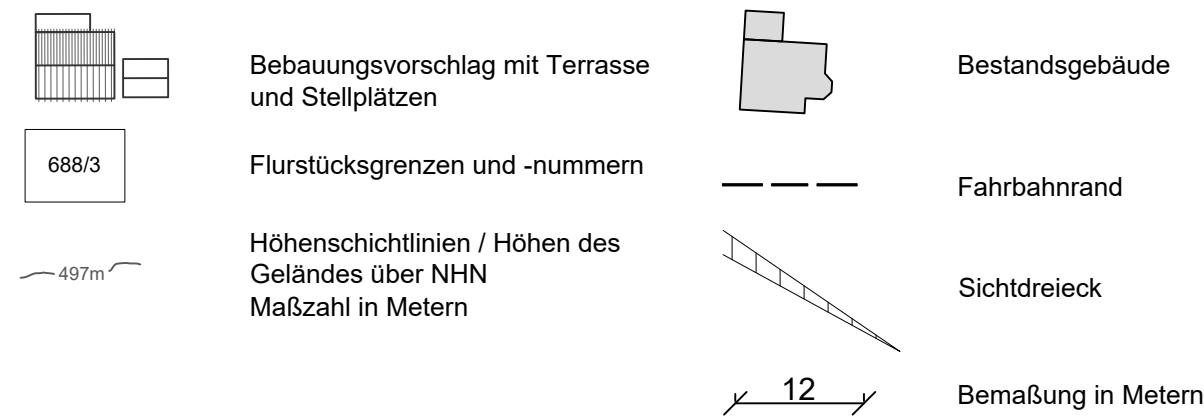 Bebauungsvorschlag mit Terrasse
und Stellplätzen
688/3
Flurstücksgrenzen und -nummern
497m
Höhenschichtlinien / Höhen des
Geländes über NHN
Maßzahl in Metern
Bestandsgebäude
Fahrbahnrand
Sichtdreieck
12
Bemaßung in Metern